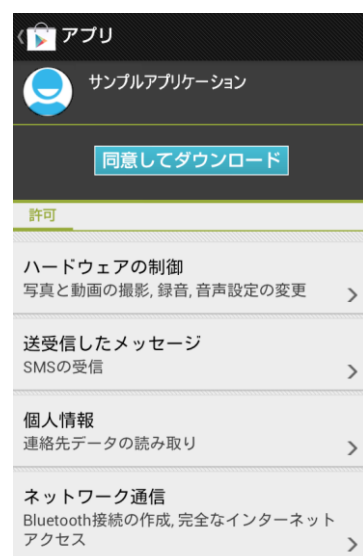 アプリ
サンプルアプリケーション
同意してダウンロード
許可
ハードウェアの制御
写真と動画の撮影, 録音, 音声設定の変更
送受信したメッセージ
SMSの受信
個人情報
連絡先データの読み取り
ネットワーク通信
Bluetooth接続の作成, 完全なインターネット
アクセス